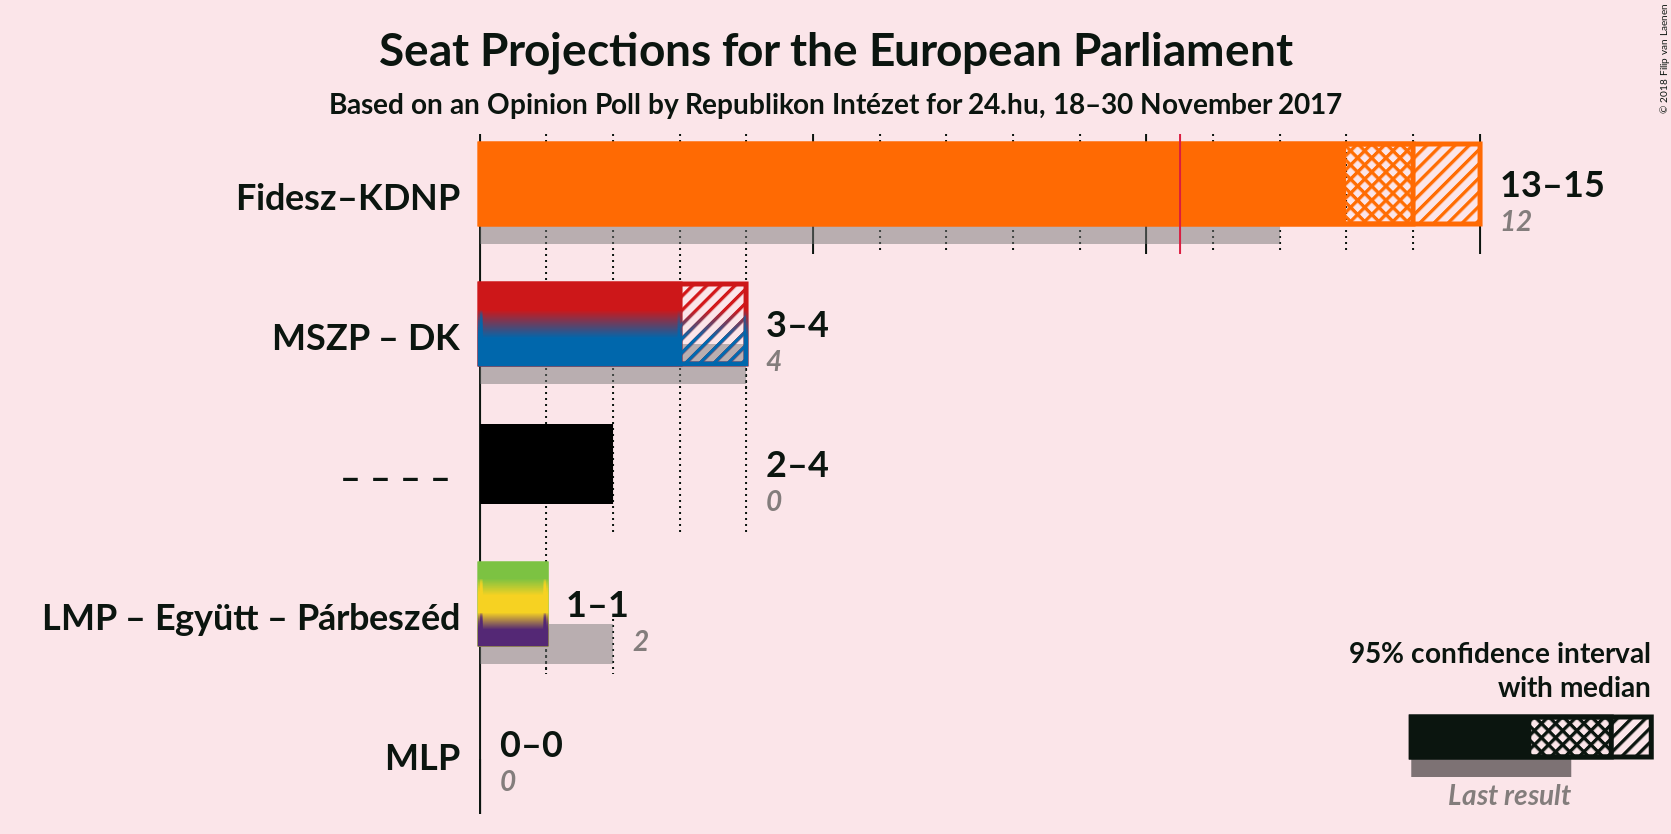 Seat Projections for the European Parliament
Based on an Opinion Poll by Republikon Intézet for 24.hu, 18–30 November 2017
© 2018 Filip van Laenen
Fidesz–KDNP
13–15
12
MSZP – DK
3–4
4
– – – –
2–4
0
LMP – Együtt – Párbeszéd
1–1
2
MLP
0–0
0
95% confidence interval
with median
Last result